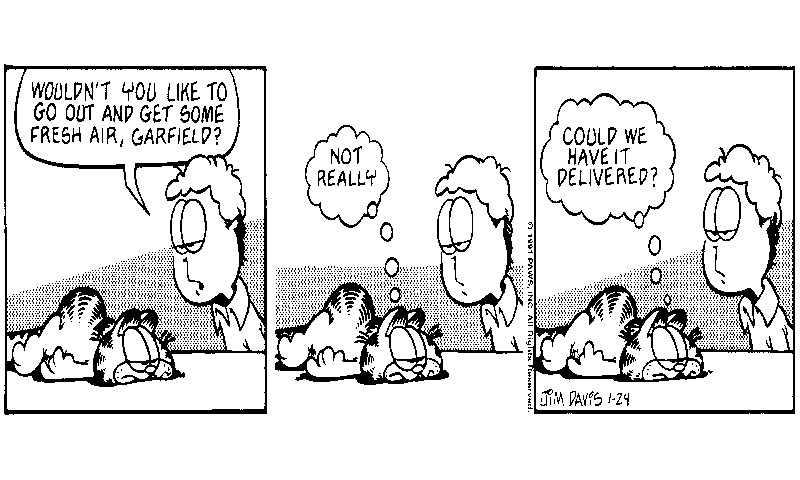 WOULDN'T YOU LIKE TO
GO OUT AND GET SOME
FRESH AIR, GARFIELD?
NOT
REALLY
COULD WE
HAVE IT
DELIVERED?
JIM DAVIS 1-24